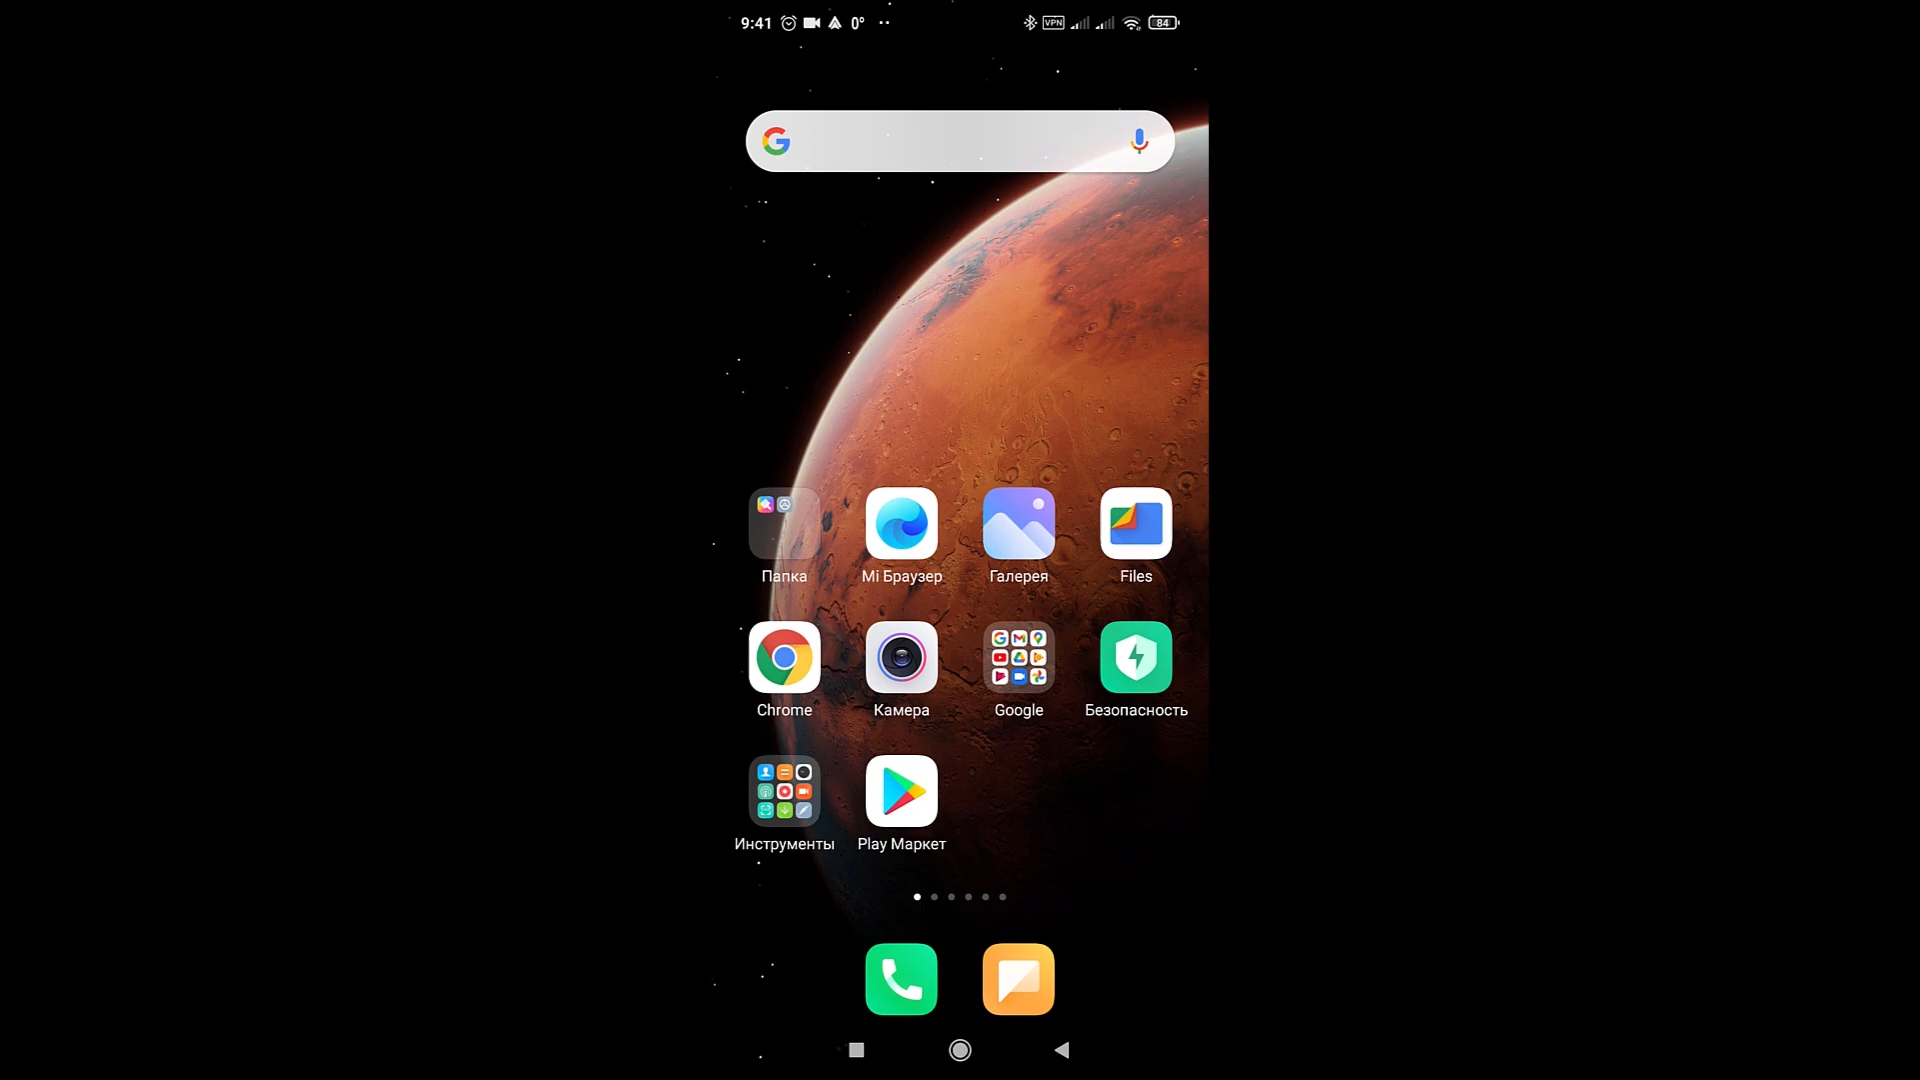 9:41 0°
VPN 84
Папка Mi Браузер Галерея Files
Chrome Камера Google Безопасность
Инструменты Play Маркет